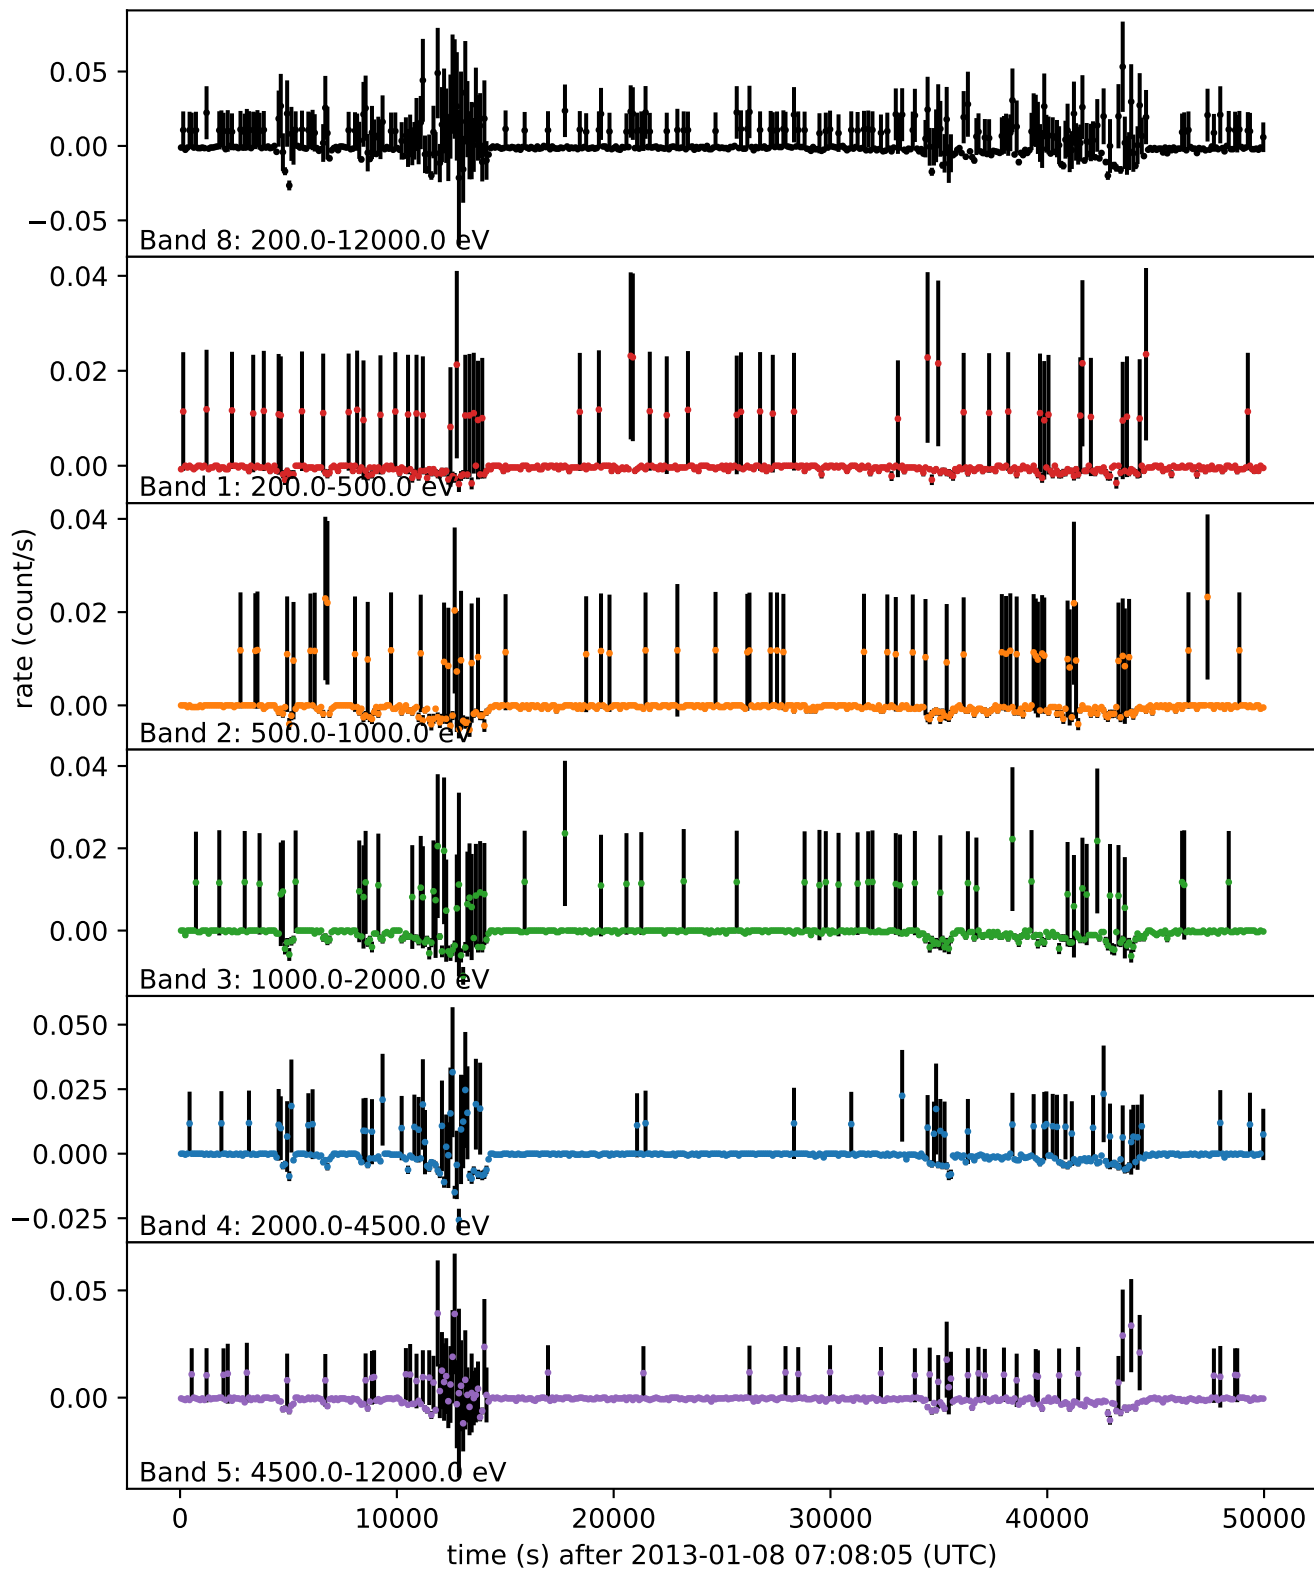 0.05
0.00
−0.05
Band 8: 200.0-12000.0 eV
0.04
0.02
0.00
Band 1: 200.0-500.0 eV
0.04
0.02
0.00
Band 2: 500.0-1000.0 eV
rate (count/s)
0.04
0.02
0.00
Band 3: 1000.0-2000.0 eV
0.050
0.025
0.000
−0.025
Band 4: 2000.0-4500.0 eV
0.05
0.00
Band 5: 4500.0-12000.0 eV
0 10000 20000 30000 40000 50000
time (s) after 2013-01-08 07:08:05 (UTC)